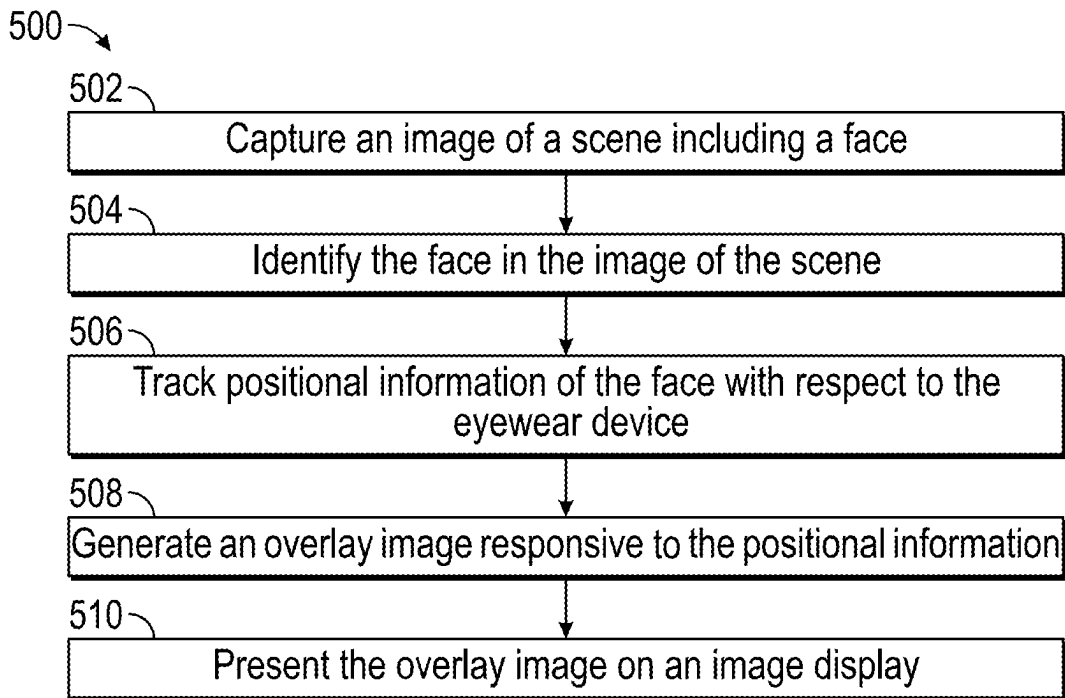 500
502
Capture an image of a scene including a face
504
Identify the face in the image of the scene
506
Track positional information of the face with respect to the
eyewear device
508
Generate an overlay image responsive to the positional information
510
Present the overlay image on an image display